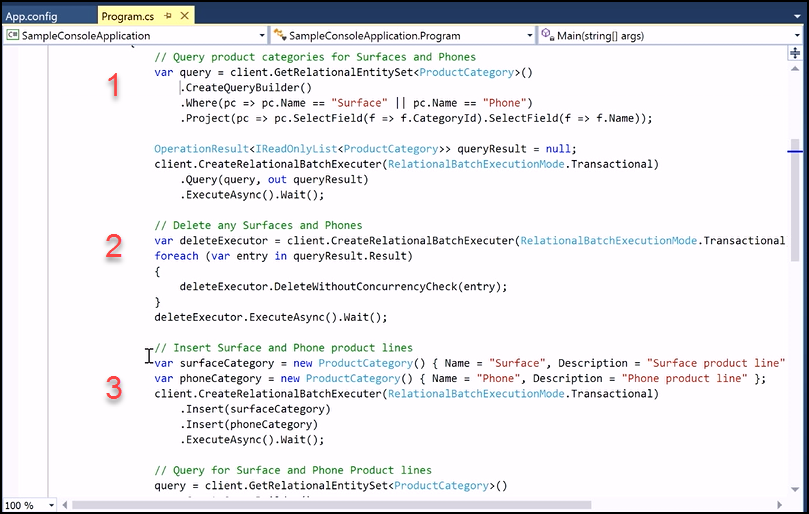 App.config Program.cs
SampleConsoleApplication SampleConsoleApplication.Program Main(string[] args)
// Query product categories for Surfaces and Phones
1 var query = client.GetRelationalEntitySet<ProductCategory>()
.CreateQueryBuilder()
.Where(pc => pc.Name == "Surface" || pc.Name == "Phone")
.Project(pc => pc.SelectField(f => f.CategoryId).SelectField(f => f.Name));
OperationResult<IReadOnlyList<ProductCategory>> queryResult = null;
client.CreateRelationalBatchExecuter(RelationalBatchExecutionMode.Transactional)
.Query(query, out queryResult)
.ExecuteAsync().Wait();
// Delete any Surfaces and Phones
2 var deleteExecutor = client.CreateRelationalBatchExecuter(RelationalBatchExecutionMode.Transactional
foreach (var entry in queryResult.Result)
{
deleteExecutor.DeleteWithoutConcurrencyCheck(entry);
}
deleteExecutor.ExecuteAsync().Wait();
// Insert Surface and Phone product lines
var surfaceCategory = new ProductCategory() { Name = "Surface", Description = "Surface product line"
3 var phoneCategory = new ProductCategory() { Name = "Phone", Description = "Phone product line" };
client.CreateRelationalBatchExecuter(RelationalBatchExecutionMode.Transactional)
.Insert(surfaceCategory)
.Insert(phoneCategory)
.ExecuteAsync().Wait();
// Query for Surface and Phone Product lines
query = client.GetRelationalEntitySet<ProductCategory>()
100 %